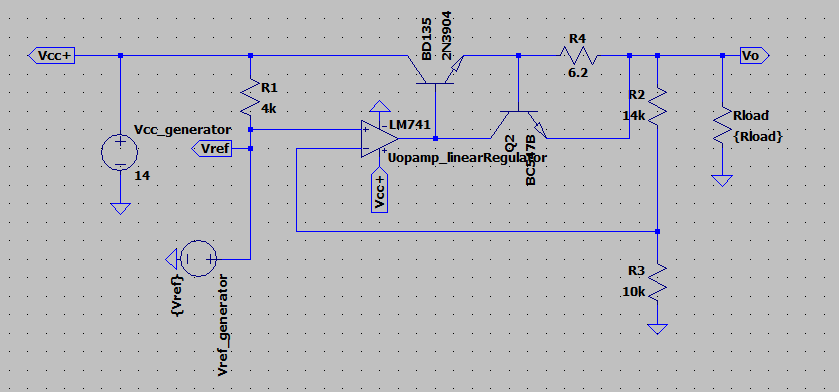 Vcc+
BD135
2N3904
R4
6.2
Vo
R1
4k
R2
14k
Rload
{Rload}
Vcc_generator
14
Vref
LM741
Uopamp_linearRegulator
Q2
BC547B
Vcc+
{Vref}
Vref_generator
R3
10k